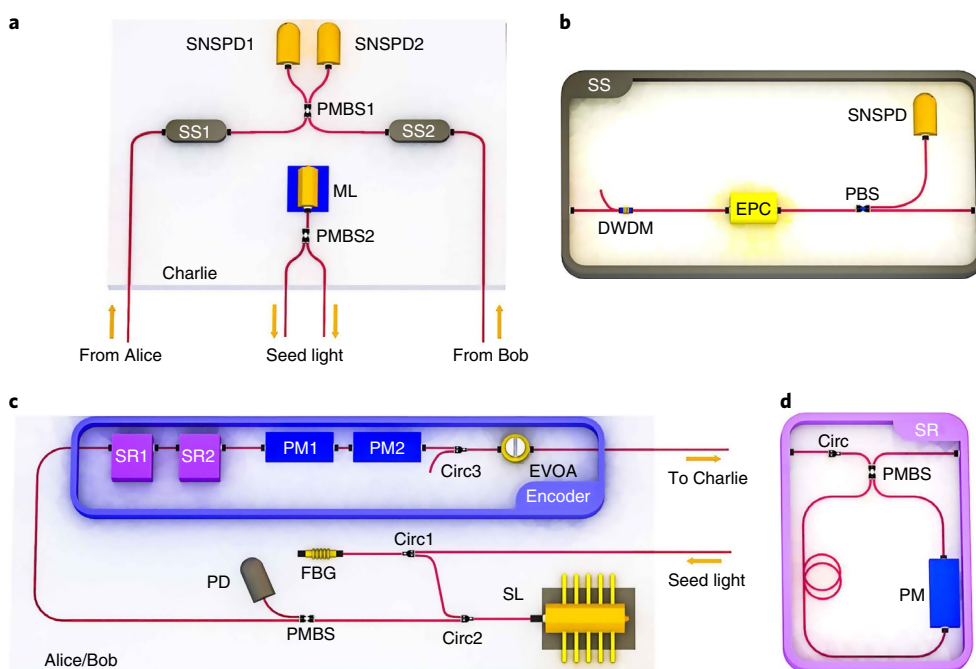 a
SNSPD1
SNSPD2
PMBS1
SS1
SS2
ML
PMBS2
Charlie
From Alice
Seed light
From Bob
b
SS
SNSPD
PBS
EPC
DWDM
c
SR1
SR2
PM1
PM2
Circ3
EVOA
Encoder
To Charlie
Circ1
FBG
Seed light
PD
SL
PMBS
Circ2
Alice/Bob
d
SR
Circ
PMBS
PM